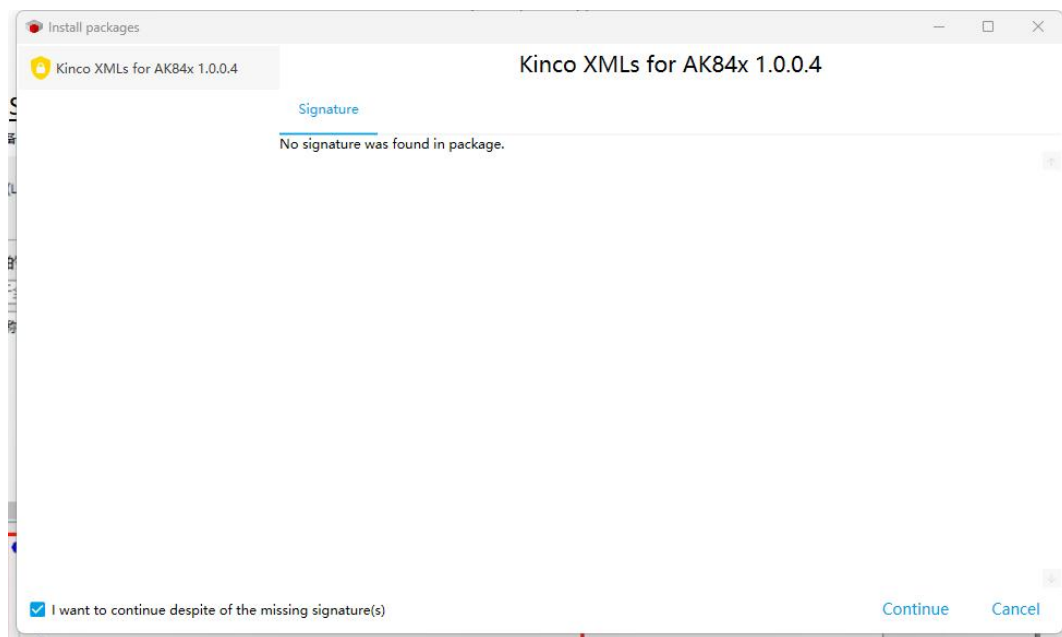 Install packages
Kinco XMLs for AK84x 1.0.0.4
Kinco XMLs for AK84x 1.0.0.4
Signature
No signature was found in package.
I want to continue despite of the missing signature(s)
Continue
Cancel